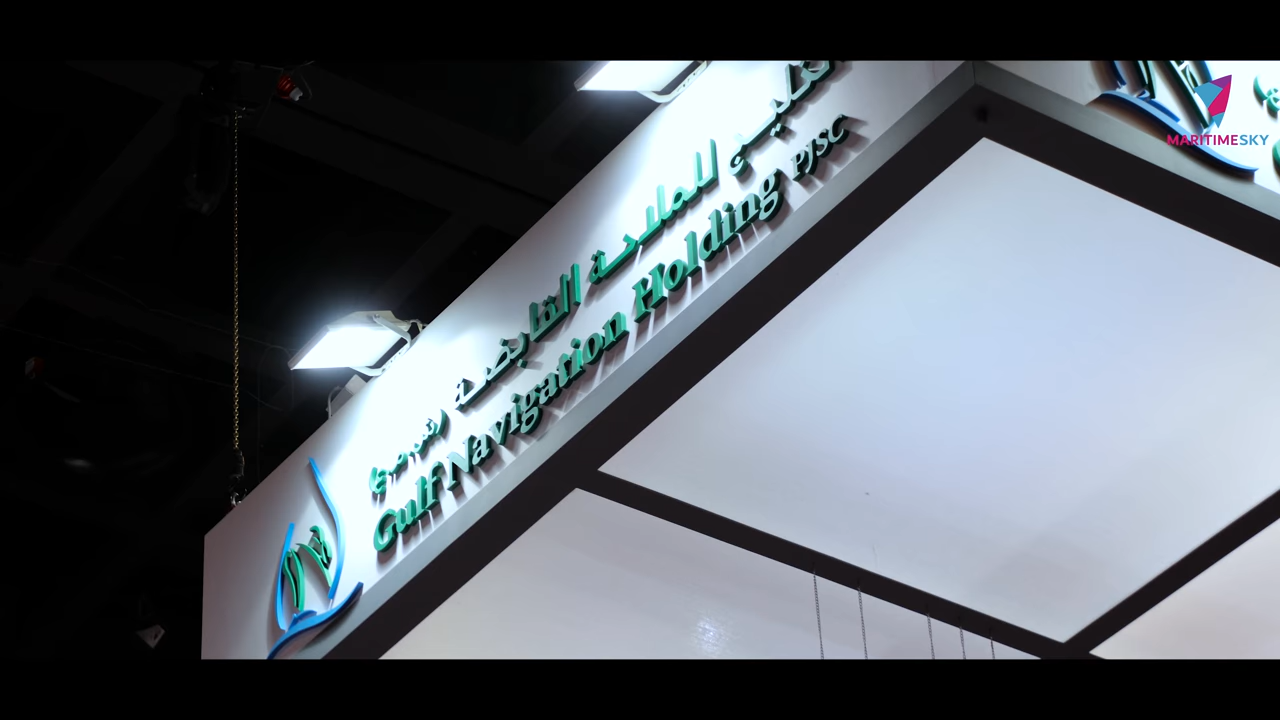 الخليج للملاحة القابضة ش.م.ع
Gulf Navigation Holding PJSC
MARITIMESKY